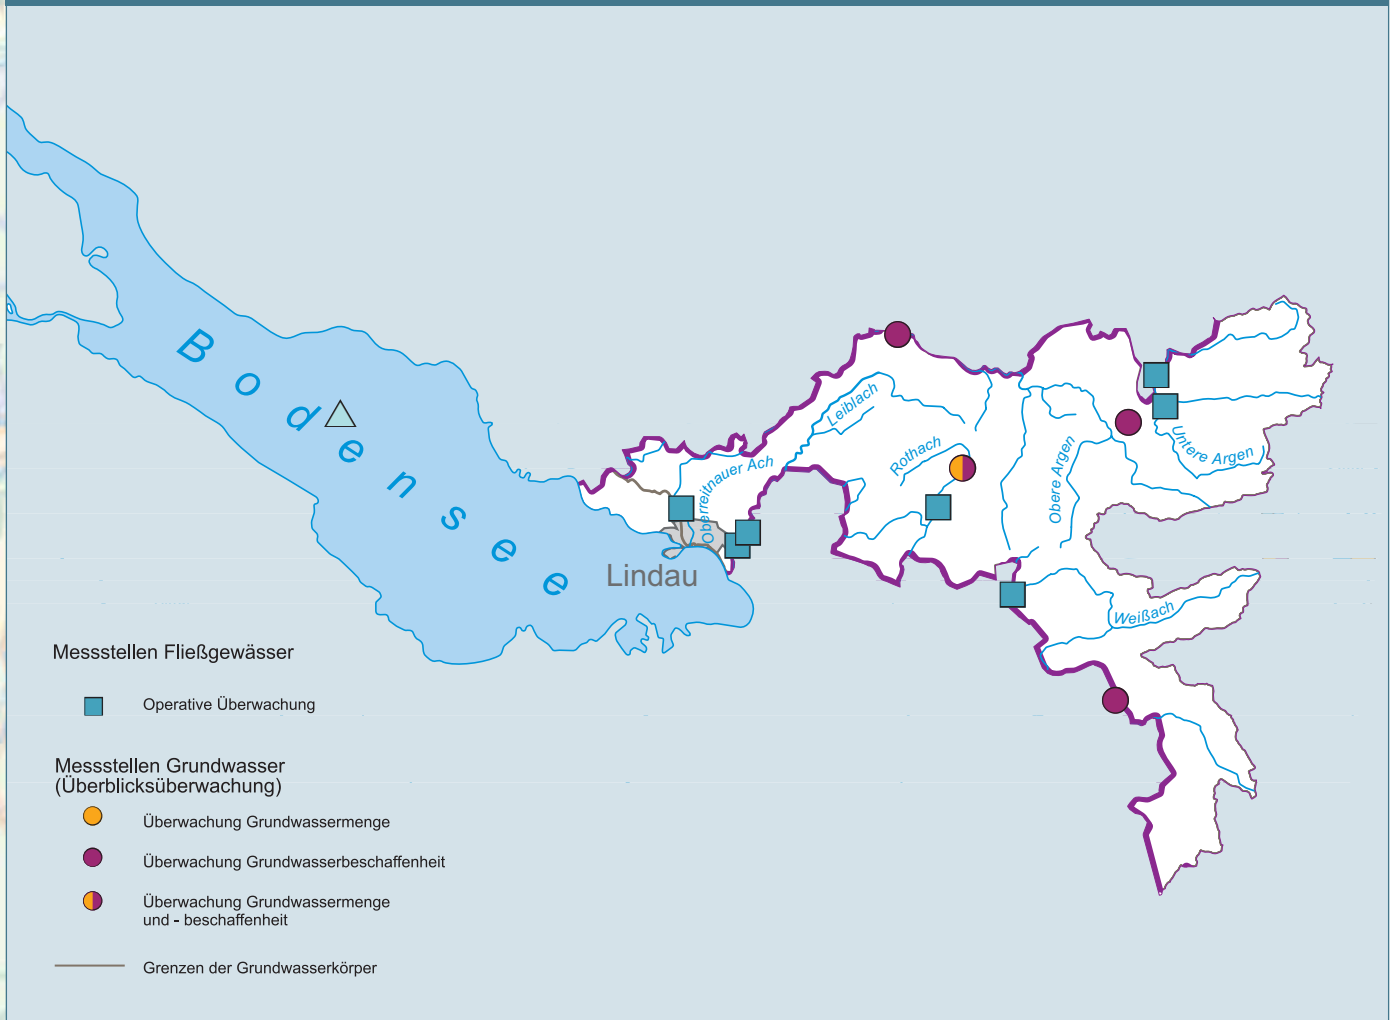 Bodensee
Leiblach
Rothach
Oberreitnauer Ach
Obere Argen
Untere Argen
Lindau
Weißach
Messstellen Fließgewässer
Operative Überwachung
Messstellen Grundwasser
(Überblicksüberwachung)
Überwachung Grundwassermenge
Überwachung Grundwasserbeschaffenheit
Überwachung Grundwassermenge
und - beschaffenheit
Grenzen der Grundwasserkörper